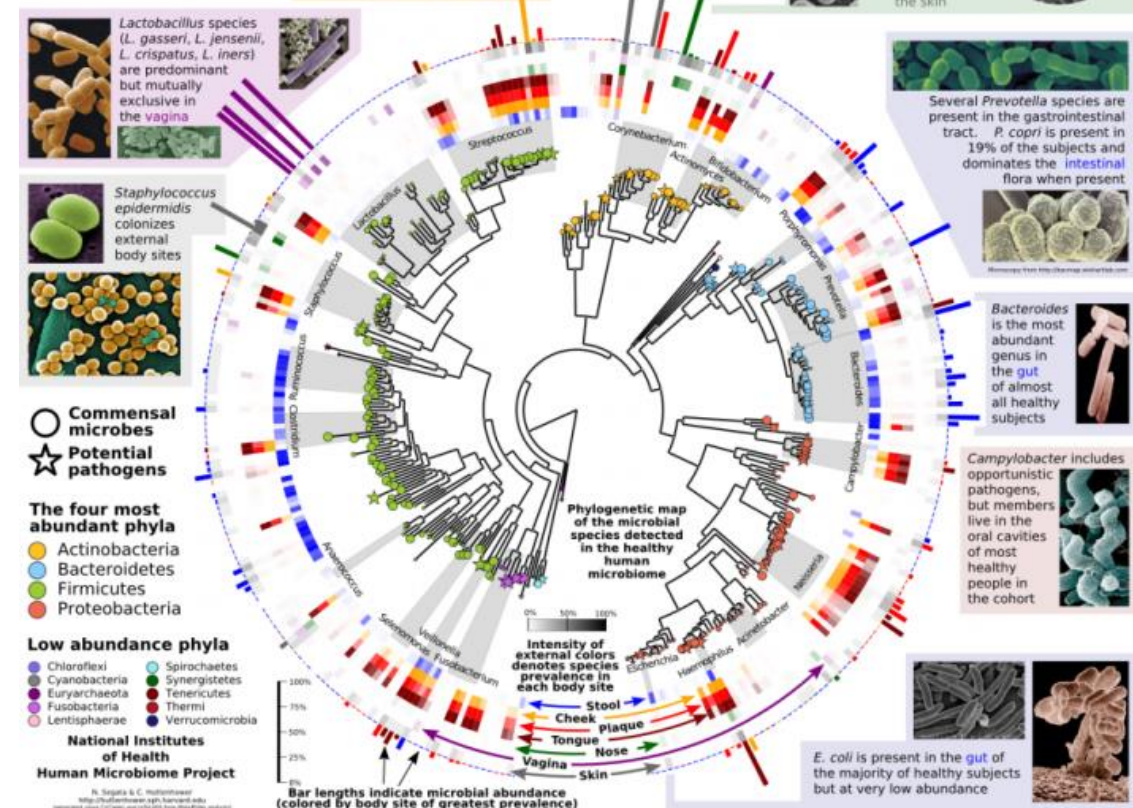 the skin
Lactobacillus species
(L. gasseri, L. jensenii,
L. crispatus, L. iners)
are predominant
but mutually
exclusive in
the vagina
Staphylococcus
epidermidis
colonizes
external
body sites
Commensal
microbes
Potential
pathogens
The four most
abundant phyla
Actinobacteria
Bacteroidetes
Firmicutes
Proteobacteria
Low abundance phyla
Chloroflexi
Cyanobacteria
Euryarchaeota
Fusobacteria
Lentisphaerae
Spirochaetes
Synergistetes
Tenericutes
Thermi
Verrucomicrobia
National Institutes
of Health
Human Microbiome Project
N. Segata & C. Huttenhower
http://huttenhower.sph.harvard.edu
Streptococcus
Lactobacillus
Staphylococcus
Ruminococcus
Clostridium
Anaerococcus
Selenomonas
Veillonella
Fusobacterium
Corynebacterium
Actinomyces
Bifidobacterium
Porphyromonas
Prevotella
Bacteroides
Campylobacter
Neisseria
Acinetobacter
Haemophilus
Escherichia
Phylogenetic map
of the microbial
species detected
in the healthy
human
microbiome
0% 50% 100%
Intensity of
external colors
denotes species
prevalence in
each body site
Stool
Cheek
Plaque
Tongue
Nose
Vagina
Skin
100%
75%
50%
25%
0%
Bar lengths indicate microbial abundance
(colored by body site of greatest prevalence)
Several Prevotella species are
present in the gastrointestinal
tract. P. copri is present in
19% of the subjects and
dominates the intestinal
flora when present
Bacteroides
is the most
abundant
genus in
the gut
of almost
all healthy
subjects
Campylobacter includes
opportunistic
pathogens,
but members
live in the
oral cavities
of most
healthy
people in
the cohort
E. coli is present in the gut of
the majority of healthy subjects
but at very low abundance